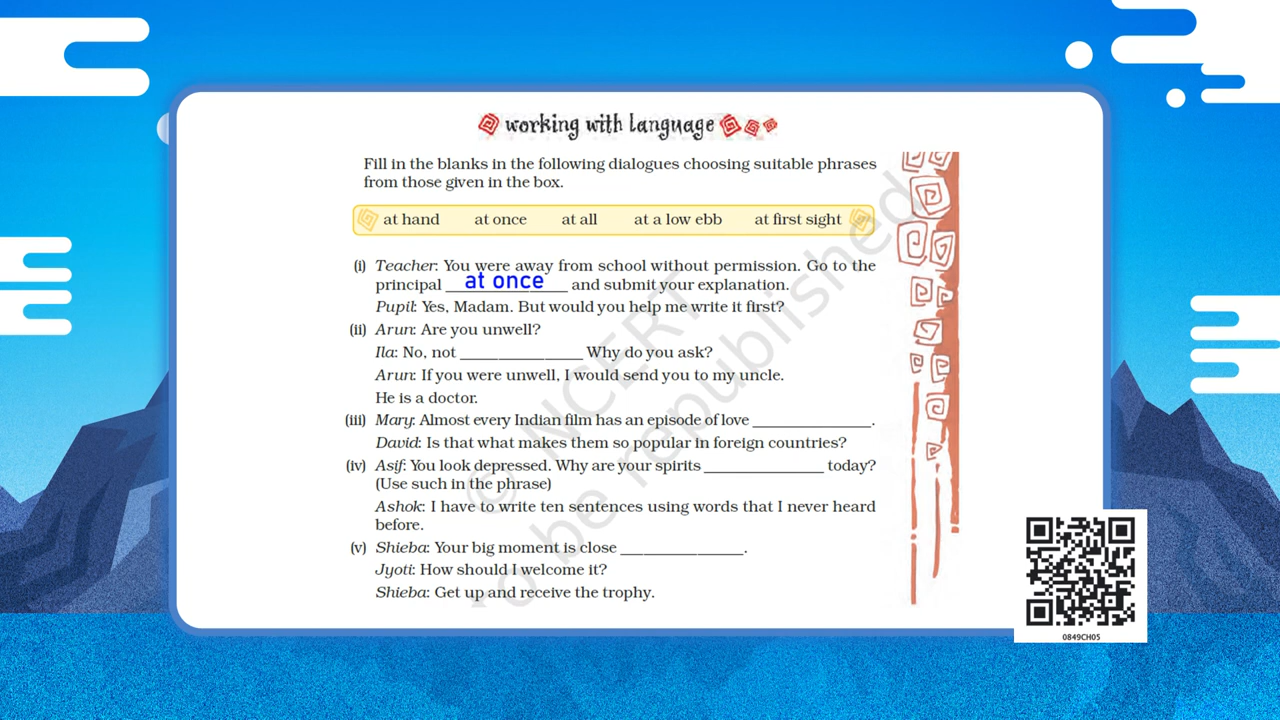 working with language
Fill in the blanks in the following dialogues choosing suitable phrases
from those given in the box.
at hand at once at all at a low ebb at first sight
(i) Teacher: You were away from school without permission. Go to the
principal at once and submit your explanation.
Pupil: Yes, Madam. But would you help me write it first?
(ii) Arun: Are you unwell?
Ila: No, not ________________ Why do you ask?
Arun: If you were unwell, I would send you to my uncle.
He is a doctor.
(iii) Mary: Almost every Indian film has an episode of love ________________.
David: Is that what makes them so popular in foreign countries?
(iv) Asif: You look depressed. Why are your spirits ________________ today?
(Use such in the phrase)
Ashok: I have to write ten sentences using words that I never heard
before.
(v) Shieba: Your big moment is close ________________.
Jyoti: How should I welcome it?
Shieba: Get up and receive the trophy.
© NCERT
to be republished
0849CH05